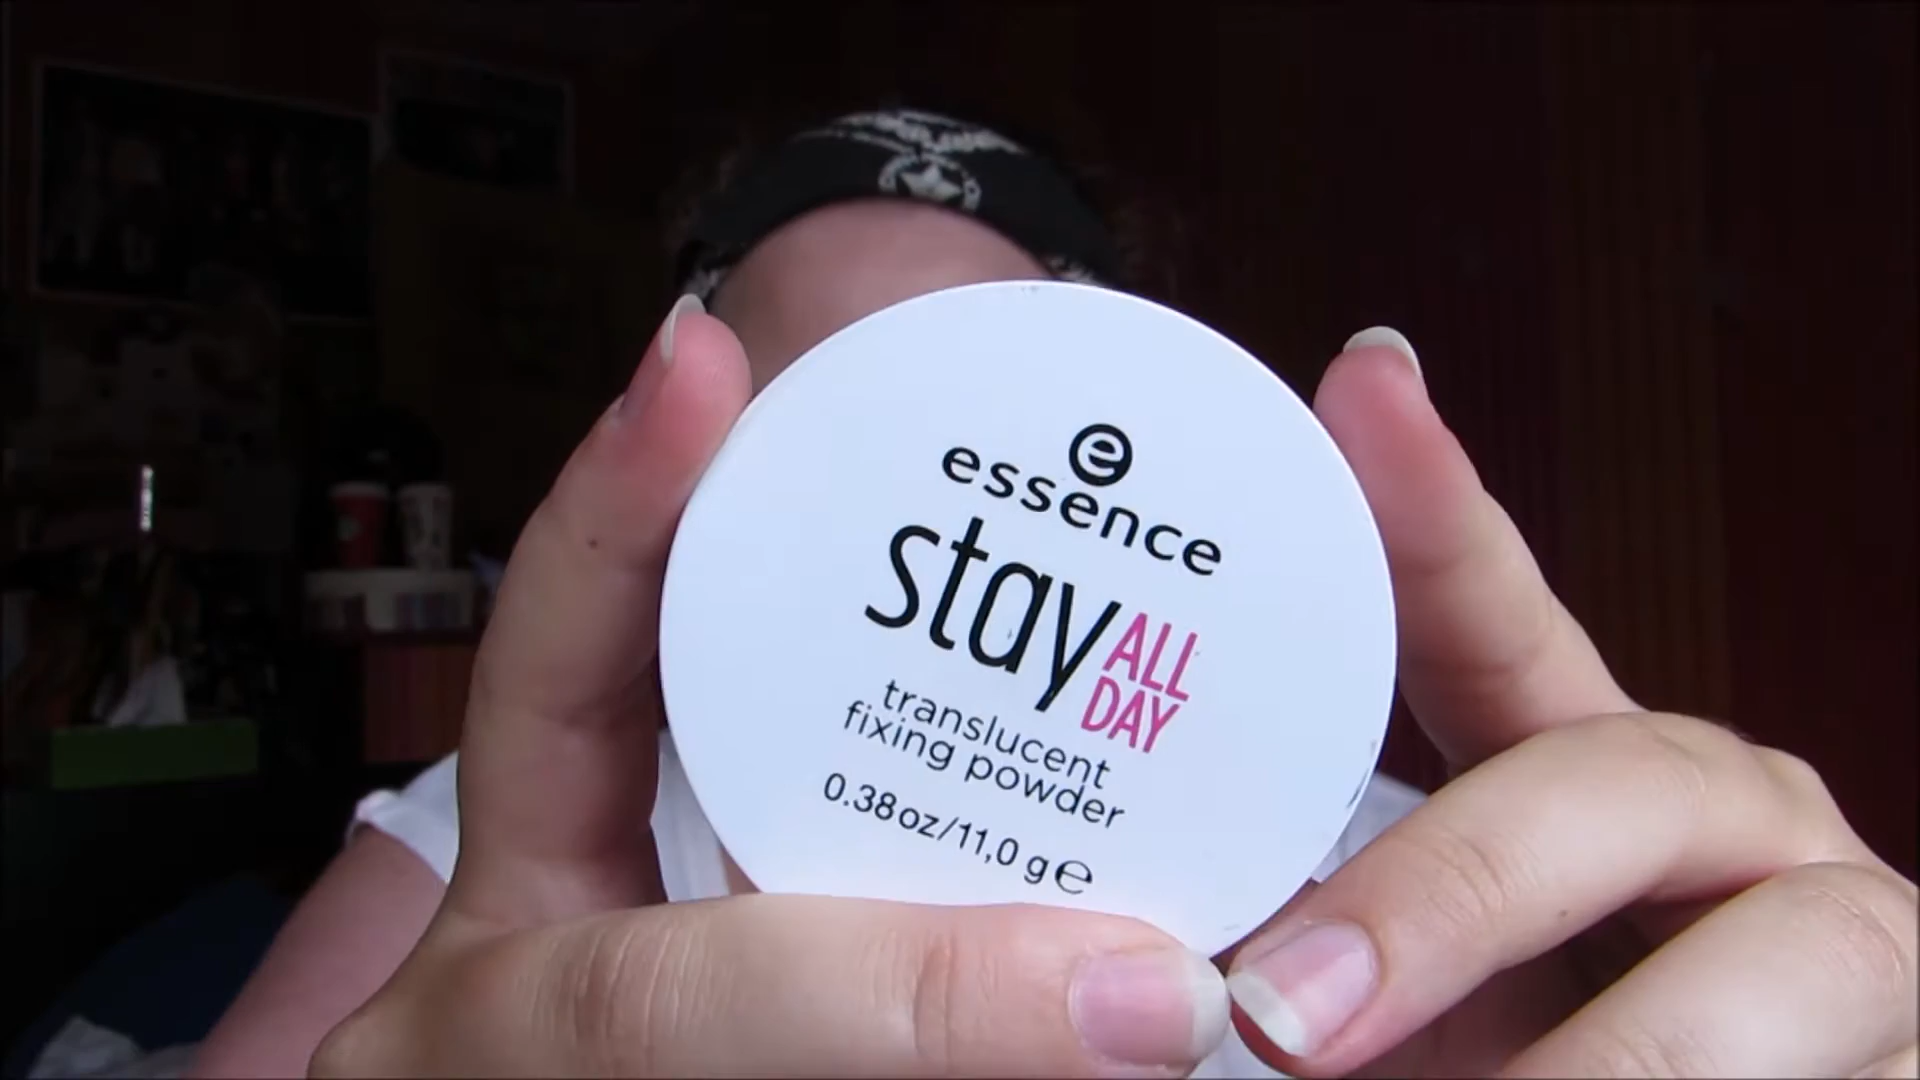 e
essence
stay ALL
DAY
translucent
fixing powder
0.38oz/11,0 g e